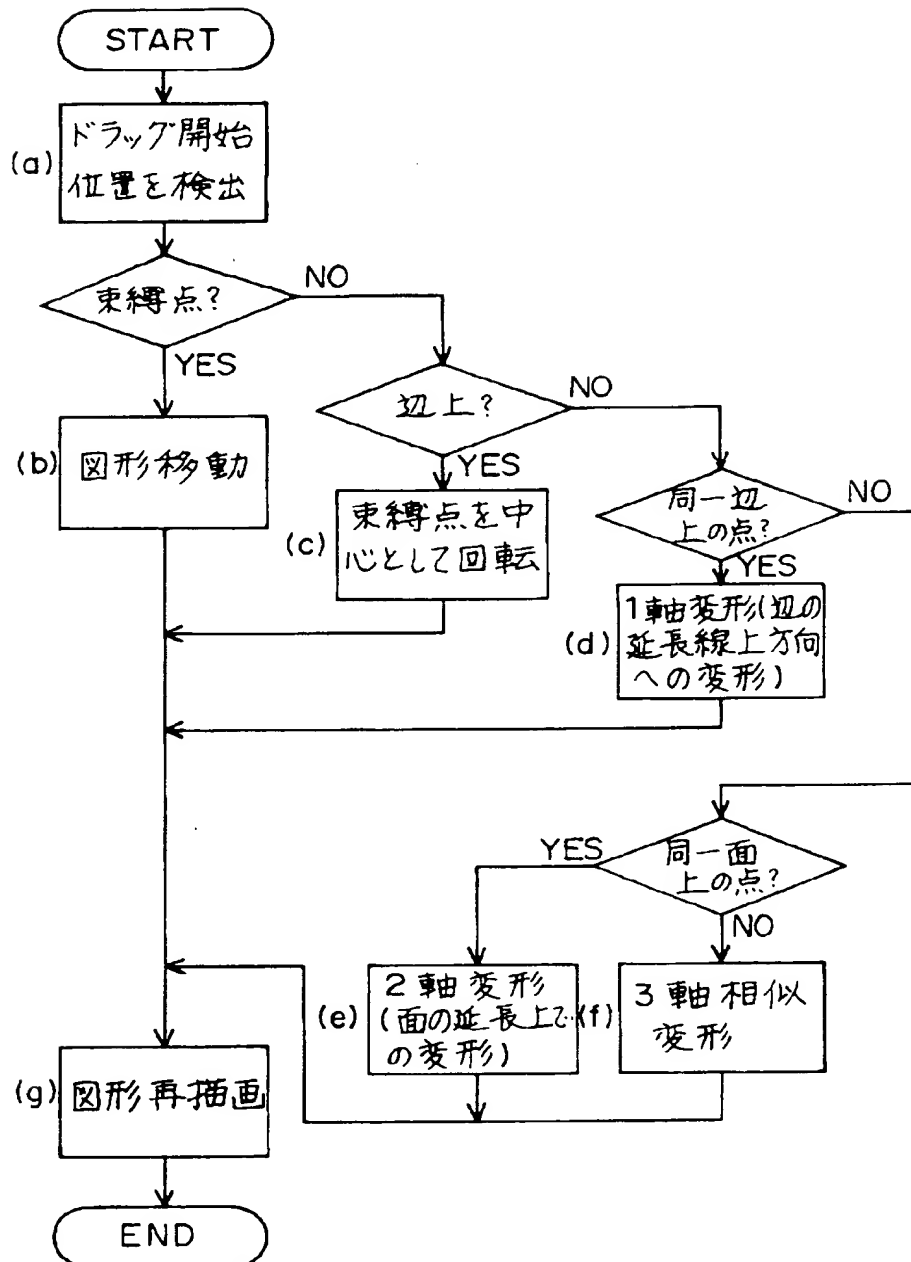 START
(a)
ドラッグ開始
位置を検出
束縛点?
NO
YES
(b)
図形移動
辺上?
NO
YES
(c)
束縛点を中
心として回転
同一辺
上の点?
NO
YES
(d)
1軸変形(辺の
延長線上方向
への変形)
同一面
上の点?
YES
NO
(e)
2軸変形
(面の延長上で
の変形)
(f)
3軸相似
変形
(g)
図形再描画
END